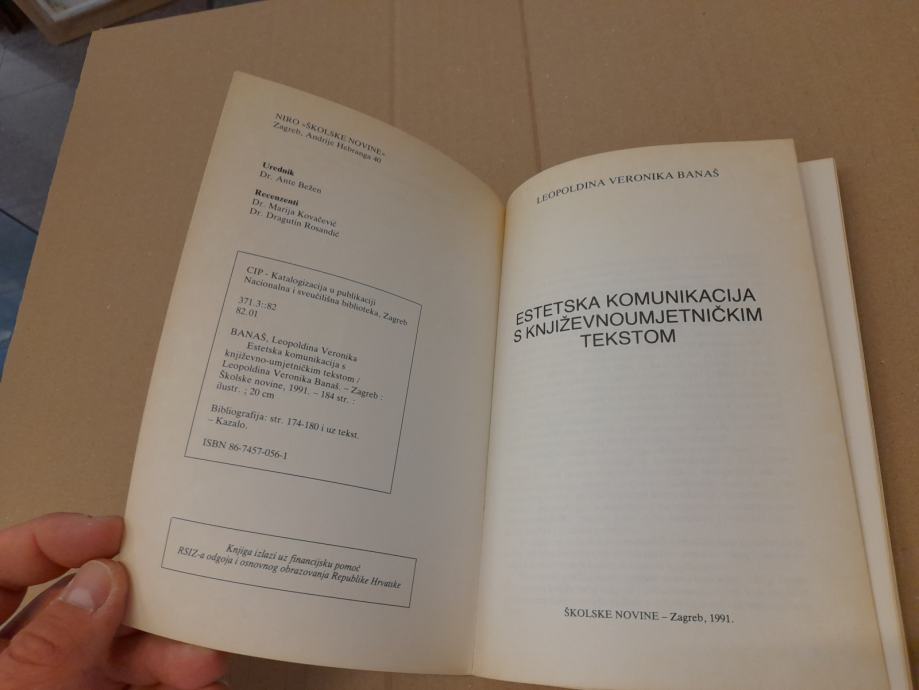 NIRO »ŠKOLSKE NOVINE«
Zagreb, Andrije Hebranga 40
Urednik
Dr. Ante Bežen
Recenzenti
Dr. Marija Kovačević
Dr. Dragutin Rosandić
CIP - Katalogizacija u publikaciji
Nacionalna i sveučilišna biblioteka, Zagreb
371.3::82
82.01
BANAŠ, Leopoldina Veronika
Estetska komunikacija s
književno-umjetničkim tekstom /
Leopoldina Veronika Banaš. – Zagreb :
Školske novine, 1991. – 184 str. :
ilustr. ; 20 cm
Bibliografija: str. 174-180 i uz tekst.
– Kazalo.
ISBN 86-7457-056-1
Knjiga izlazi uz financijsku pomoć
RSIZ-a odgoja i osnovnog obrazovanja Republike Hrvatske
LEOPOLDINA VERONIKA BANAŠ
ESTETSKA KOMUNIKACIJA
S KNJIŽEVNOUMJETNIČKIM
TEKSTOM
ŠKOLSKE NOVINE – Zagreb, 1991.